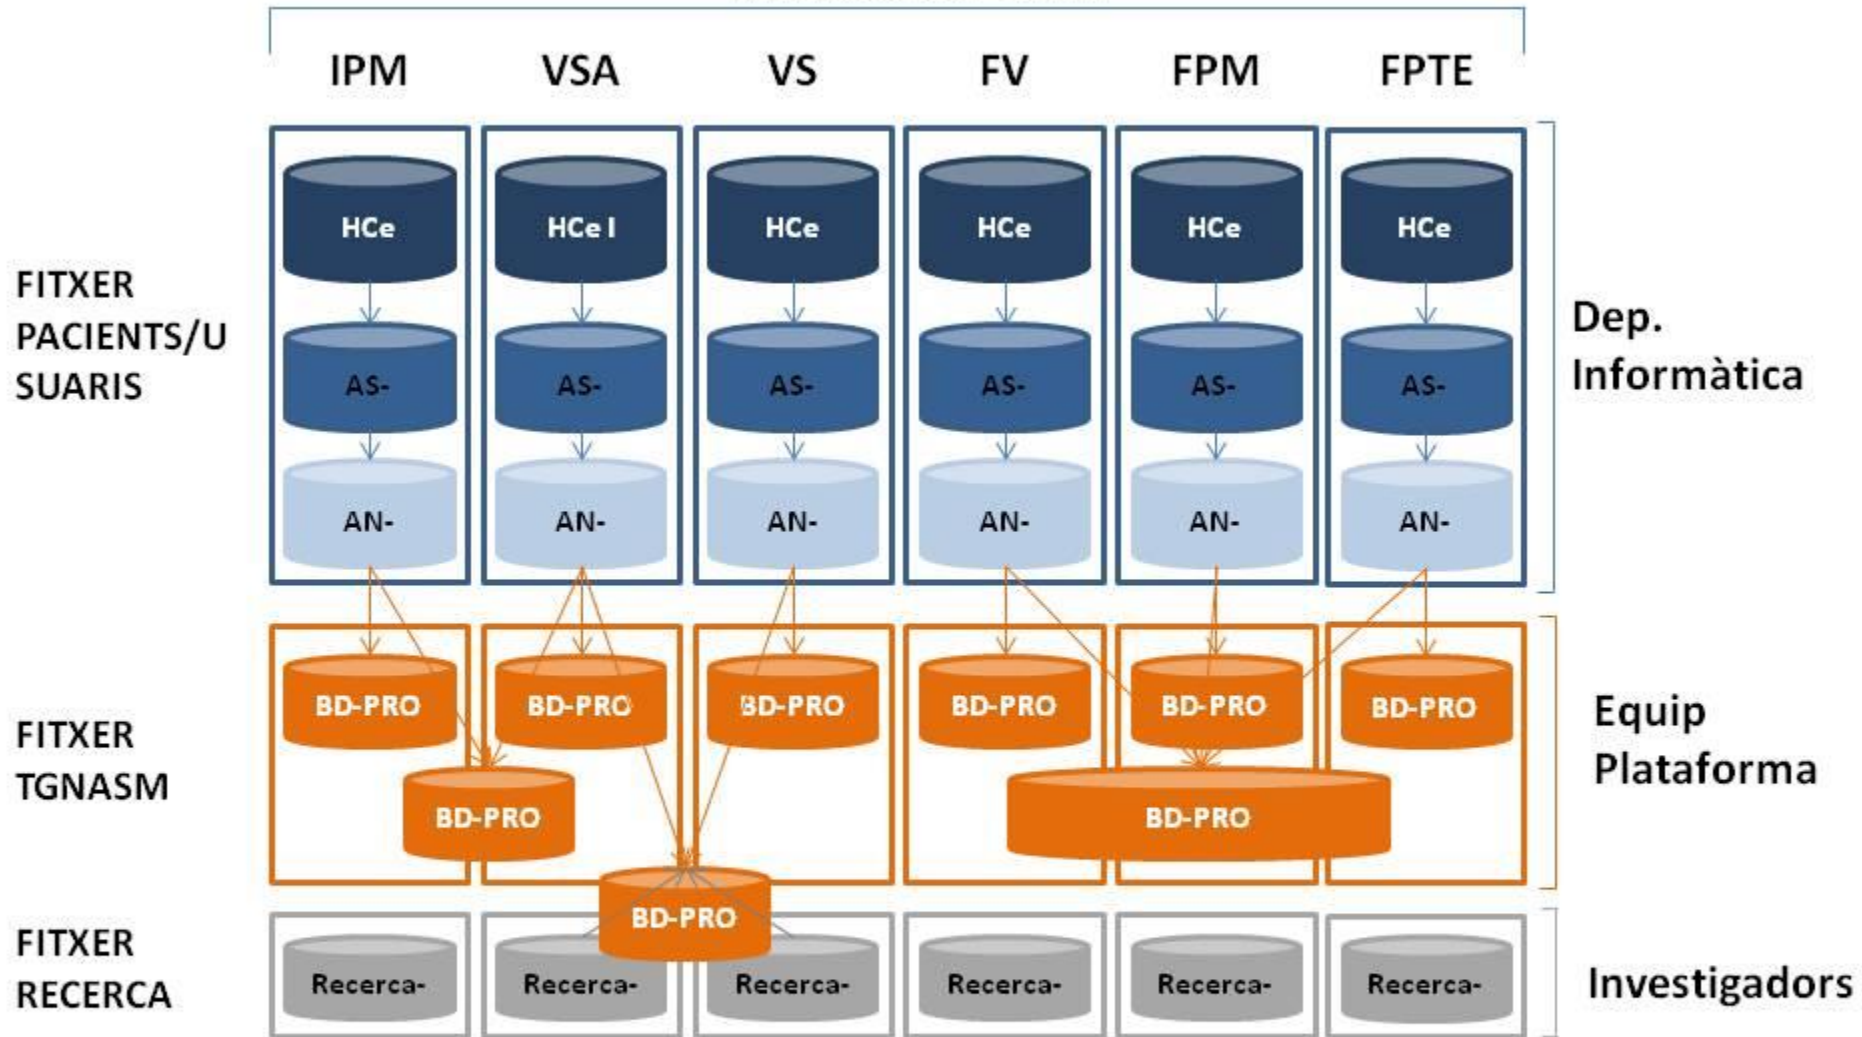 IPM VSA VS FV FPM FPTE
HCe HCe I HCe HCe HCe HCe
FITXER
PACIENTS/U
SUARIS
AS- AS- AS- AS- AS- AS-
Dep.
Informàtica
AN- AN- AN- AN- AN- AN-
BD-PRO BD-PRO BD-PRO BD-PRO BD-PRO BD-PRO
FITXER
TGNASM
Equip
Plataforma
BD-PRO BD-PRO
BD-PRO
FITXER
RECERCA
Recerca- Recerca- Recerca- Recerca- Recerca- Recerca-
Investigadors